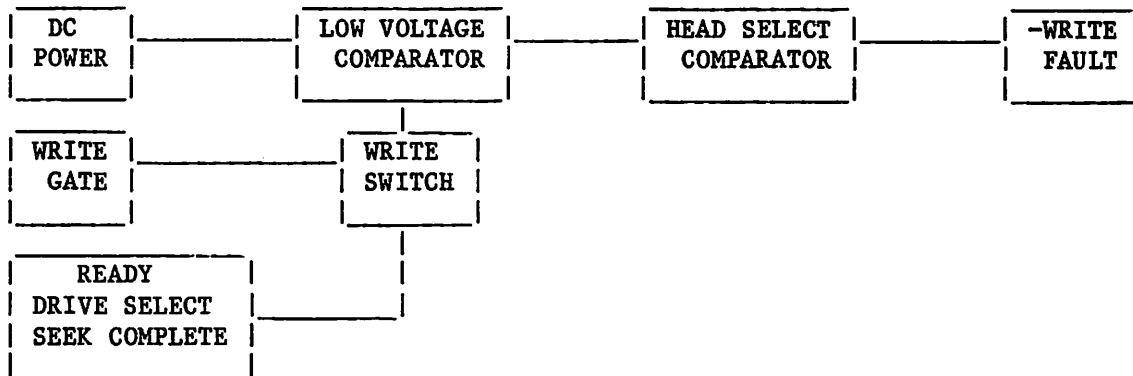 DC
POWER
LOW VOLTAGE
COMPARATOR
HEAD SELECT
COMPARATOR
-WRITE
FAULT
WRITE
GATE
WRITE
SWITCH
READY
DRIVE SELECT
SEEK COMPLETE